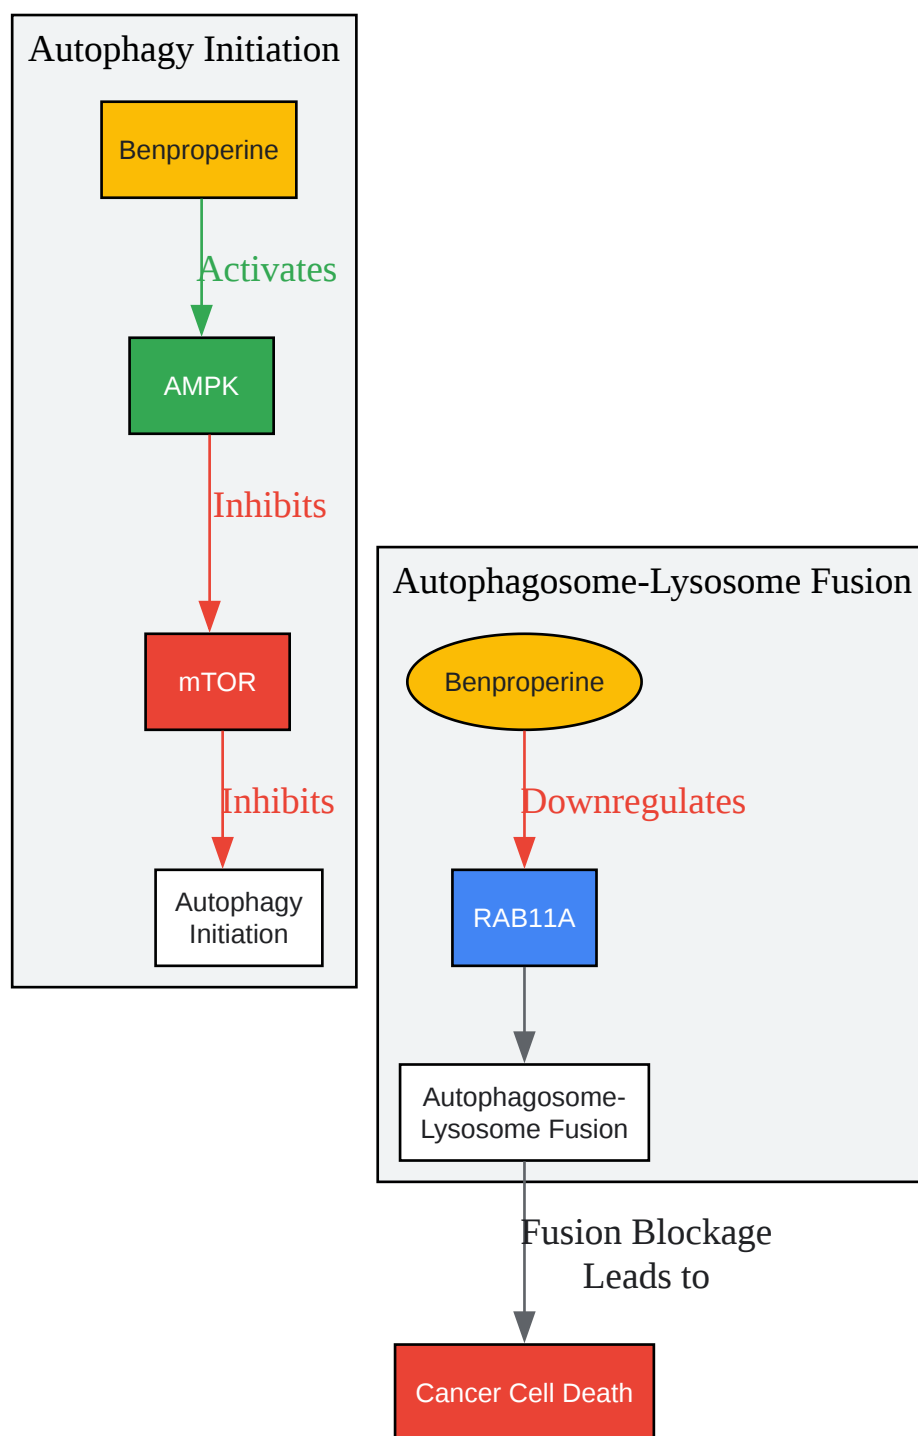 Autophagy Initiation
Benproperine
Activates
AMPK
Inhibits
mTOR
Inhibits
Autophagy
Initiation
Autophagosome-Lysosome Fusion
Benproperine
Downregulates
RAB11A
Autophagosome-
Lysosome Fusion
Fusion Blockage
Leads to
Cancer Cell Death